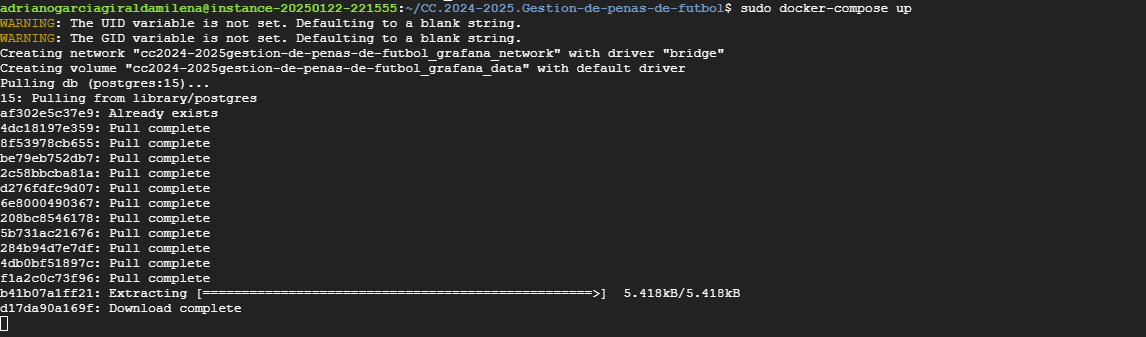 adrianogarciagiraldamilena@instance-20250122-221555:~/CC.2024-2025.Gestion-de-penas-de-futbol$ sudo docker-compose up
WARNING: The UID variable is not set. Defaulting to a blank string.
WARNING: The GID variable is not set. Defaulting to a blank string.
Creating network "cc2024-2025gestion-de-penas-de-futbol_grafana_network" with driver "bridge"
Creating volume "cc2024-2025gestion-de-penas-de-futbol_grafana_data" with default driver
Pulling db (postgres:15)...
15: Pulling from library/postgres
af302e5c37e9: Already exists
4dc18197e359: Pull complete
8f53978cb655: Pull complete
be79eb752db7: Pull complete
2c58bbcba81a: Pull complete
d276fdfc9d07: Pull complete
6e8000490367: Pull complete
208bc8546178: Pull complete
5b731ac21676: Pull complete
284b94d7e7df: Pull complete
4db0bf51897c: Pull complete
f1a2c0c73f96: Pull complete
b41b07a1ff21: Extracting [==================================================>]  5.418kB/5.418kB
d17da90a169f: Download complete